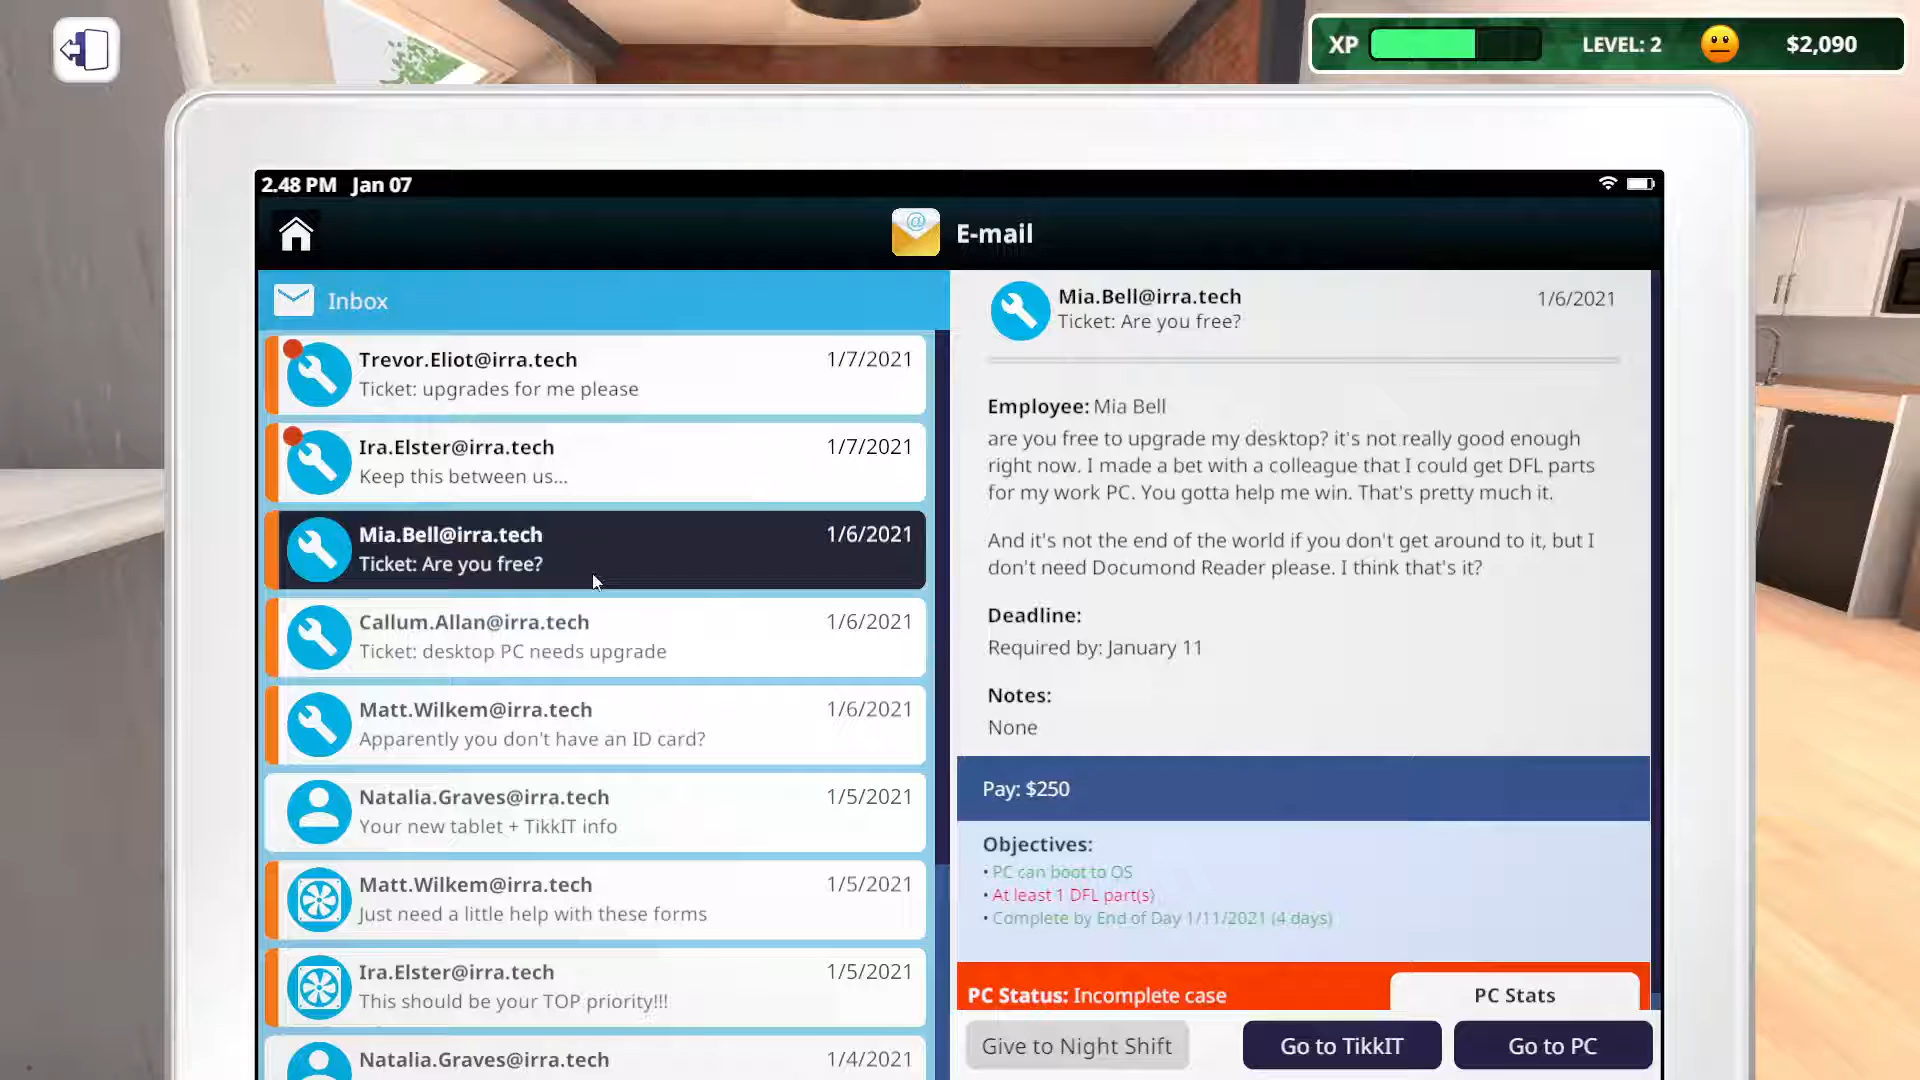 XP
LEVEL: 2
$2,090
2.48 PM Jan 07
E-mail
Inbox
Trevor.Eliot@irra.tech 1/7/2021
Ticket: upgrades for me please
Ira.Elster@irra.tech 1/7/2021
Keep this between us...
Mia.Bell@irra.tech 1/6/2021
Ticket: Are you free?
Callum.Allan@irra.tech 1/6/2021
Ticket: desktop PC needs upgrade
Matt.Wilkem@irra.tech 1/6/2021
Apparently you don't have an ID card?
Natalia.Graves@irra.tech 1/5/2021
Your new tablet + TikkIT info
Matt.Wilkem@irra.tech 1/5/2021
Just need a little help with these forms
Ira.Elster@irra.tech 1/5/2021
This should be your TOP priority!!!
Natalia.Graves@irra.tech 1/4/2021
Mia.Bell@irra.tech 1/6/2021
Ticket: Are you free?
Employee: Mia Bell
are you free to upgrade my desktop? it's not really good enough
right now. I made a bet with a colleague that I could get DFL parts
for my work PC. You gotta help me win. That's pretty much it.
And it's not the end of the world if you don't get around to it, but I
don't need Documond Reader please. I think that's it?
Deadline:
Required by: January 11
Notes:
None
Pay: $250
Objectives:
• PC can boot to OS
• At least 1 DFL part(s)
• Complete by End of Day 1/11/2021 (4 days)
PC Status: Incomplete case
PC Stats
Give to Night Shift
Go to TikkIT
Go to PC